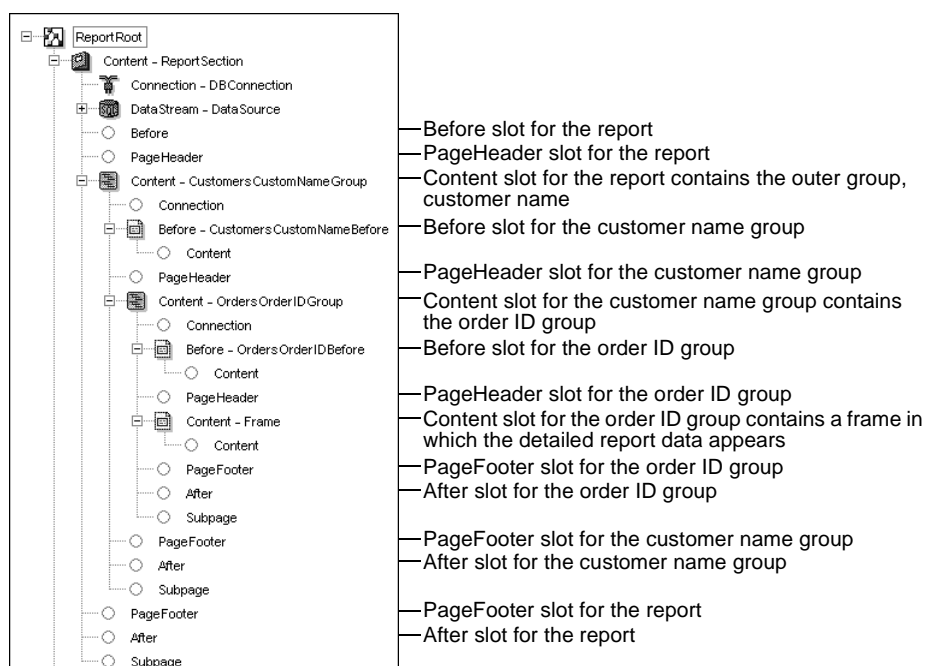 ReportRoot
Content - ReportSection
Connection - DBConnection
DataStream - DataSource
Before
Before slot for the report
PageHeader
PageHeader slot for the report
Content - CustomersCustomNameGroup
Content slot for the report contains the outer group,
customer name
Connection
Before - CustomersCustomNameBefore
Before slot for the customer name group
Content
PageHeader
PageHeader slot for the customer name group
Content - OrdersOrderIDGroup
Content slot for the customer name group contains
the order ID group
Connection
Before - OrdersOrderIDBefore
Before slot for the order ID group
Content
PageHeader
PageHeader slot for the order ID group
Content - Frame
Content slot for the order ID group contains a frame in
which the detailed report data appears
Content
PageFooter
PageFooter slot for the order ID group
After
After slot for the order ID group
Subpage
PageFooter
PageFooter slot for the customer name group
After
After slot for the customer name group
Subpage
PageFooter
PageFooter slot for the report
After
After slot for the report
Subpage